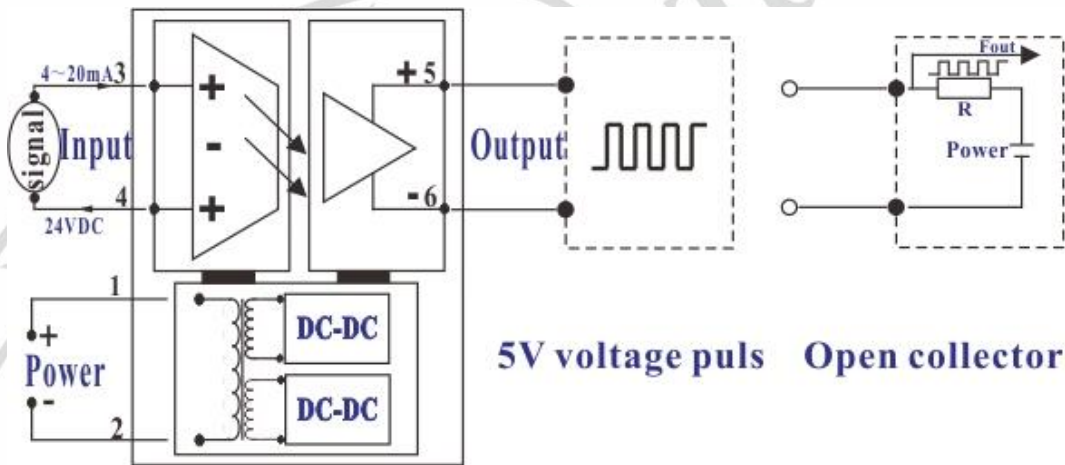 4~20mA 3
signal
Input
4
24VDC
+
-
+
+ 5
- 6
Output
Fout
R
Power
1
+
Power
-
2
DC-DC
DC-DC
5V voltage puls
Open collector